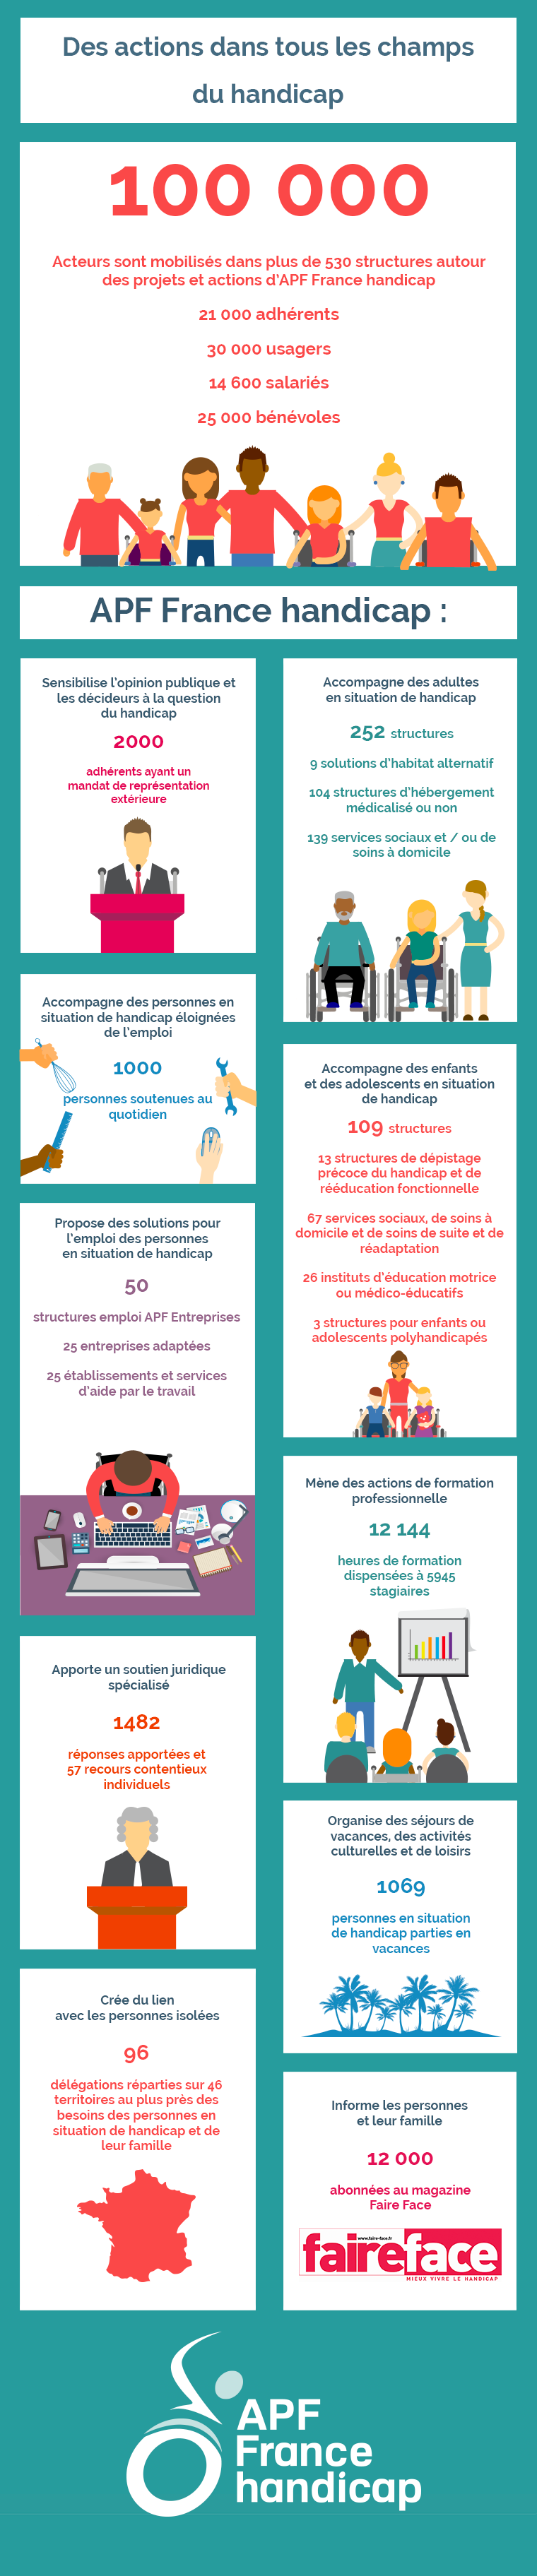 Des actions dans tous les champs
du handicap
100 000
Acteurs sont mobilisés dans plus de 530 structures autour
des projets et actions d'APF France handicap
21 000 adhérents
30 000 usagers
14 600 salariés
25 000 bénévoles
APF France handicap :
Sensibilise l'opinion publique et
les décideurs à la question
du handicap
2000
adhérents ayant un
mandat de représentation
extérieure
Accompagne des personnes en
situation de handicap éloignées
de l'emploi
1000
personnes soutenues au
quotidien
Propose des solutions pour
l'emploi des personnes
en situation de handicap
50
structures emploi APF Entreprises
25 entreprises adaptées
25 établissements et services
d'aide par le travail
Apporte un soutien juridique
spécialisé
1482
réponses apportées et
57 recours contentieux
individuels
Crée du lien
avec les personnes isolées
96
délégations réparties sur 46
territoires au plus près des
besoins des personnes en
situation de handicap et de
leur famille
Accompagne des adultes
en situation de handicap
252 structures
9 solutions d'habitat alternatif
104 structures d'hébergement
médicalisé ou non
139 services sociaux et / ou de
soins à domicile
Accompagne des enfants
et des adolescents en situation
de handicap
109 structures
13 structures de dépistage
précoce du handicap et de
rééducation fonctionnelle
67 services sociaux, de soins à
domicile et de soins de suite et de
réadaptation
26 instituts d'éducation motrice
ou médico-éducatifs
3 structures pour enfants ou
adolescents polyhandicapés
Mène des actions de formation
professionnelle
12 144
heures de formation
dispensées à 5945
stagiaires
Organise des séjours de
vacances, des activités
culturelles et de loisirs
1069
personnes en situation
de handicap parties en
vacances
Informe les personnes
et leur famille
12 000
abonnées au magazine
Faire Face
www.faire-face.fr
faireface
MIEUX VIVRE LE HANDICAP
APF
France
handicap